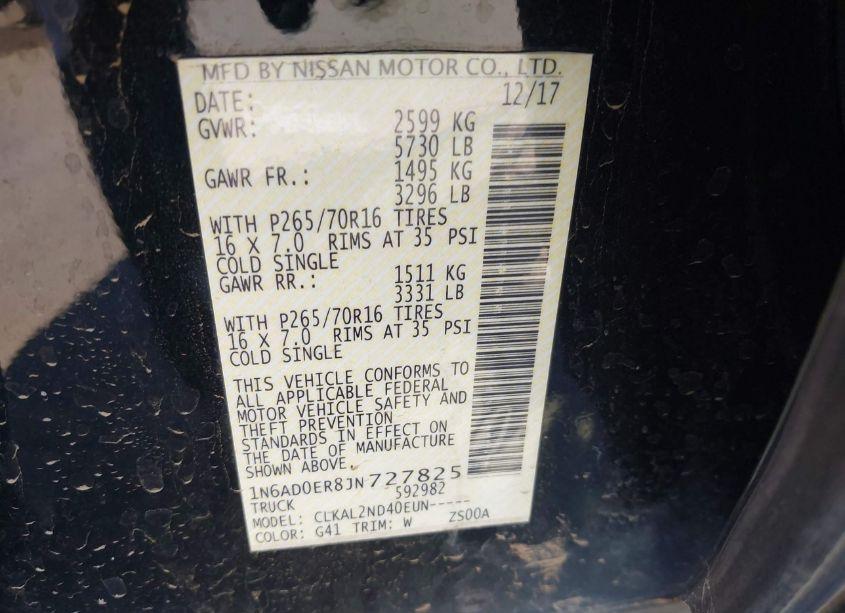 MFD BY NISSAN MOTOR CO., LTD.
DATE: 12/17
GVWR: 2599 KG
5730 LB
GAWR FR.: 1495 KG
3296 LB
WITH P265/70R16 TIRES
16 X 7.0 RIMS AT 35 PSI
COLD SINGLE
GAWR RR.: 1511 KG
3331 LB
WITH P265/70R16 TIRES
16 X 7.0 RIMS AT 35 PSI
COLD SINGLE
THIS VEHICLE CONFORMS TO
ALL APPLICABLE FEDERAL
MOTOR VEHICLE SAFETY AND
THEFT PREVENTION
STANDARDS IN EFFECT ON
THE DATE OF MANUFACTURE
SHOWN ABOVE.
1N6AD0ER8JN727825
TRUCK 592982
MODEL: CLKAL2ND40EUN-----
COLOR: G41 TRIM: W ZS00A